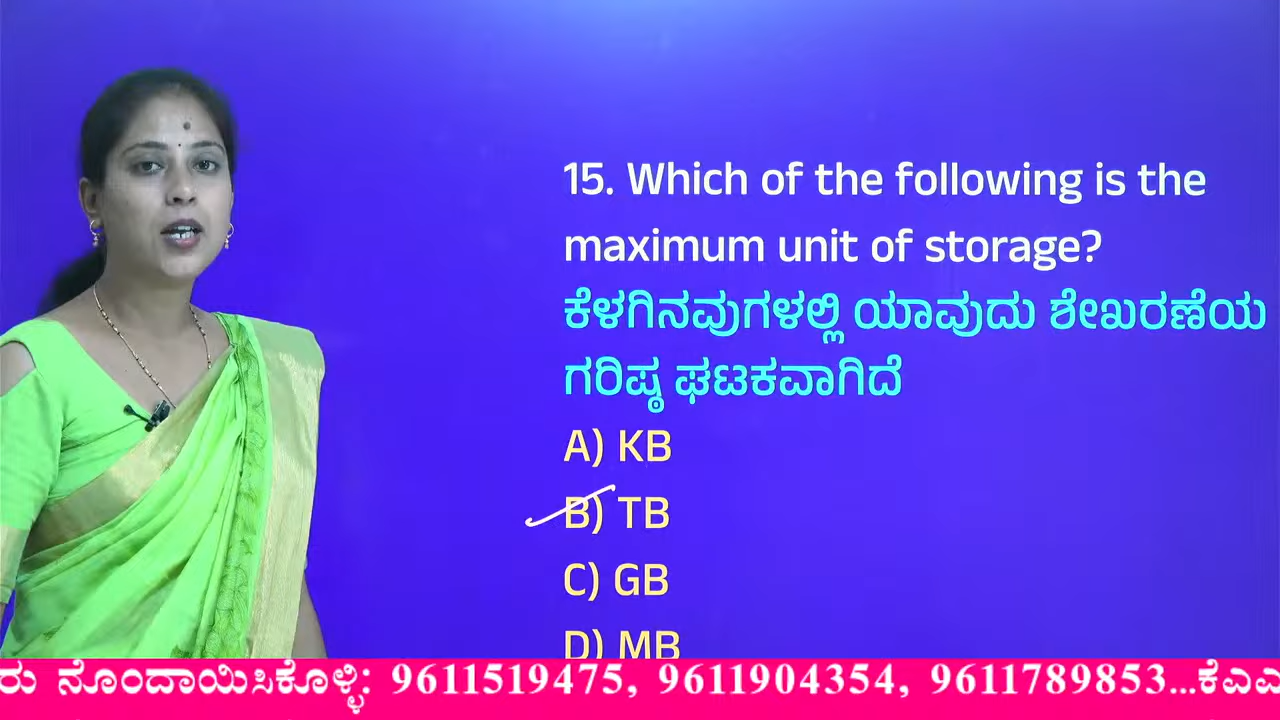 15. Which of the following is the
maximum unit of storage?
ಕೆಳಗಿನವುಗಳಲ್ಲಿ ಯಾವುದು ಶೇಖರಣೆಯ
ಗರಿಷ್ಠ ಘಟಕವಾಗಿದೆ
A) KB
B) TB
C) GB
D) MB
ರು ನೊಂದಾಯಿಸಿಕೊಳ್ಳಿ: 9611519475, 9611904354, 9611789853...ಕೆಎಎ